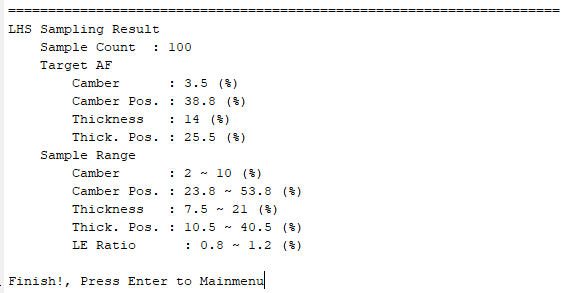 ======================================================================
LHS Sampling Result
    Sample Count  : 100
    Target AF
        Camber      : 3.5 (%)
        Camber Pos. : 38.8 (%)
        Thickness   : 14 (%)
        Thick. Pos. : 25.5 (%)
    Sample Range
        Camber      : 2 ~ 10 (%)
        Camber Pos. : 23.8 ~ 53.8 (%)
        Thickness   : 7.5 ~ 21 (%)
        Thick. Pos. : 10.5 ~ 40.5 (%)
        LE Ratio      : 0.8 ~ 1.2 (%)

Finish!, Press Enter to Mainmenu